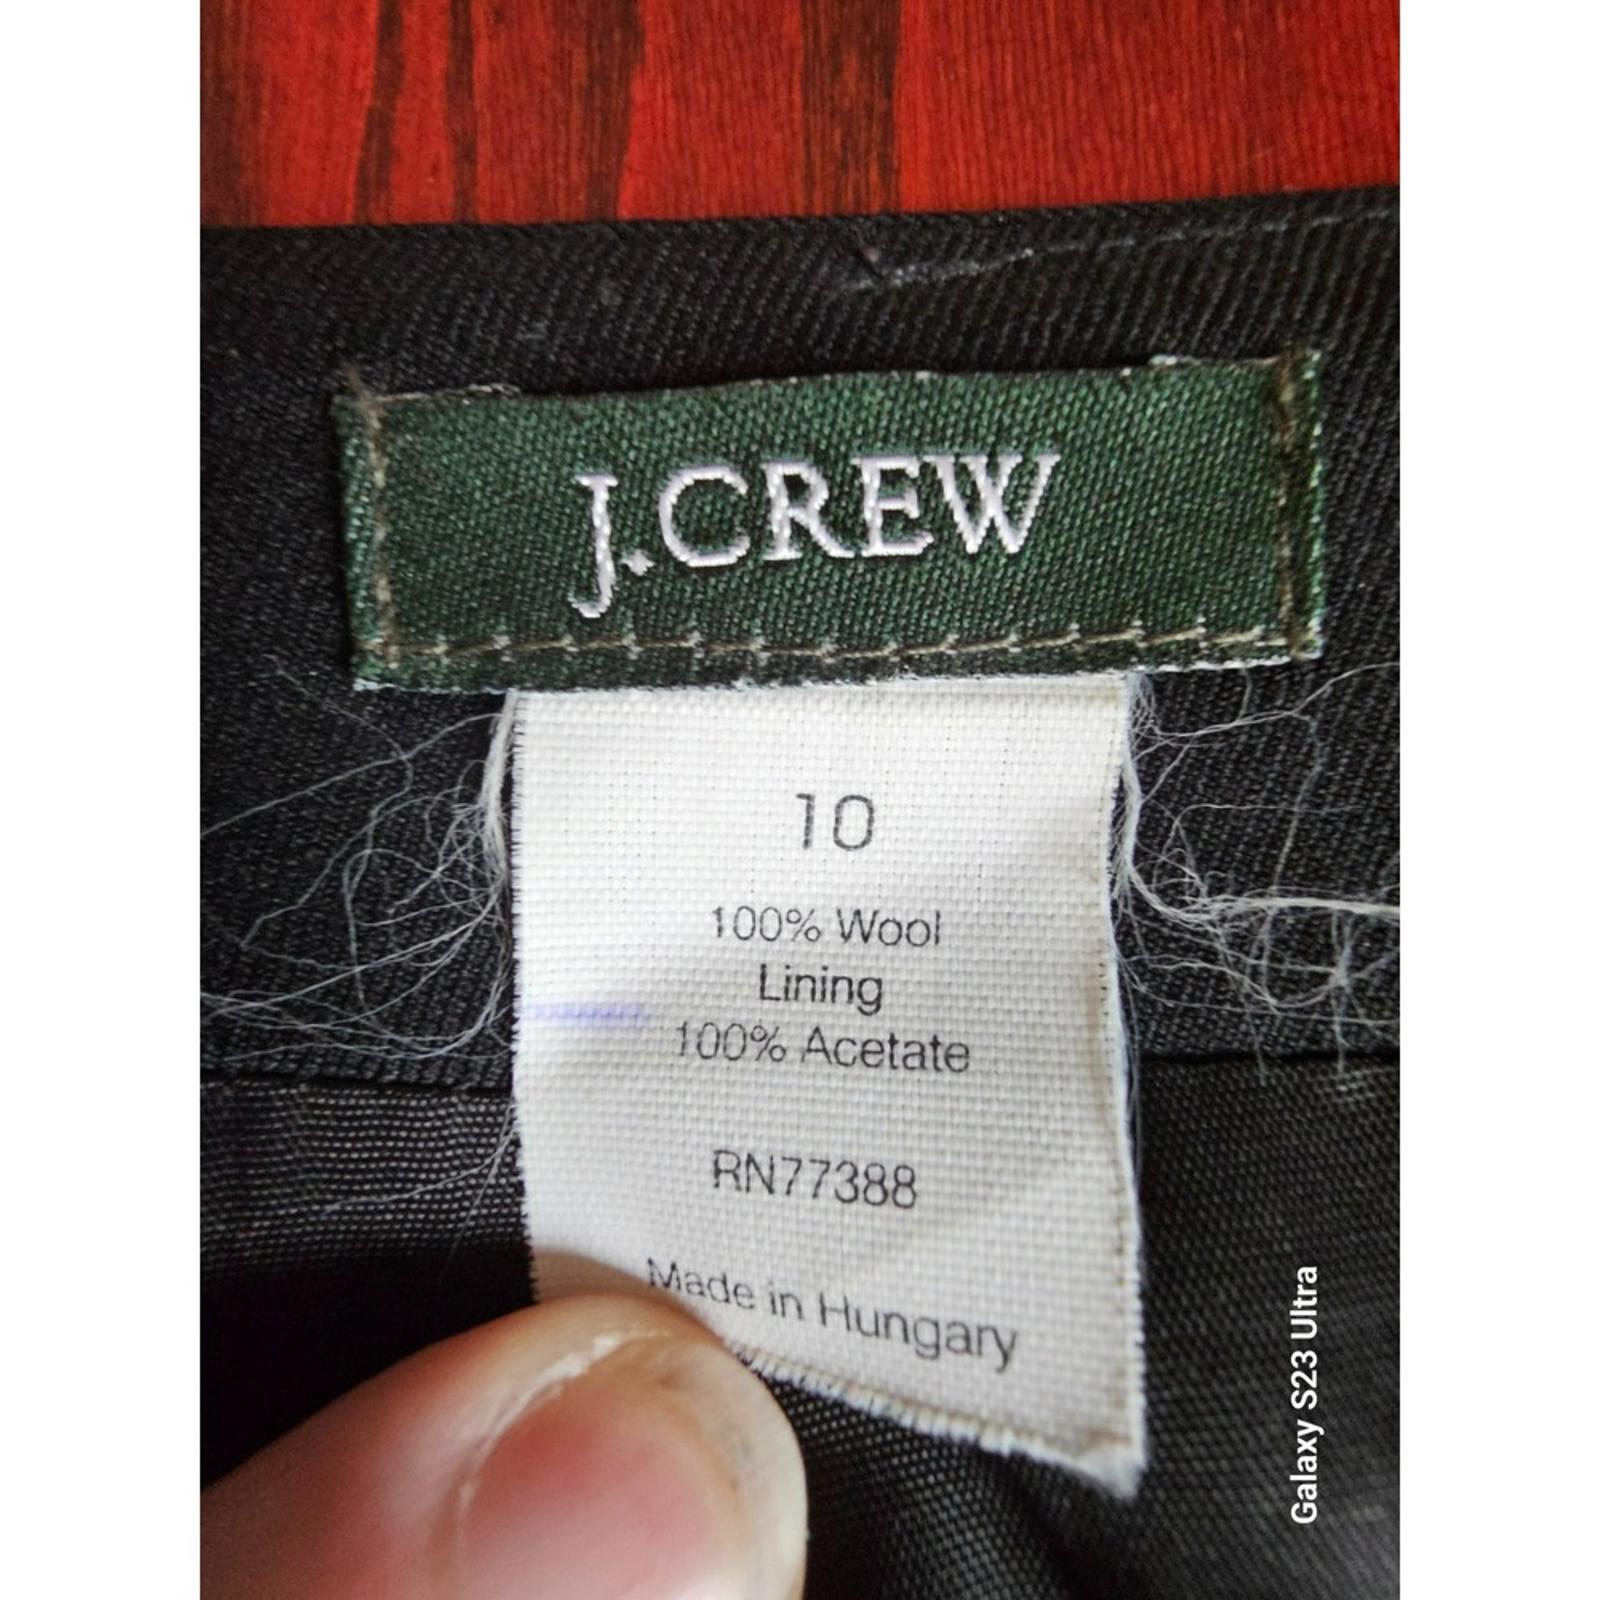 J.CREW
10
100% Wool
Lining
100% Acetate
RN77388
Made in Hungary
Galaxy S23 Ultra